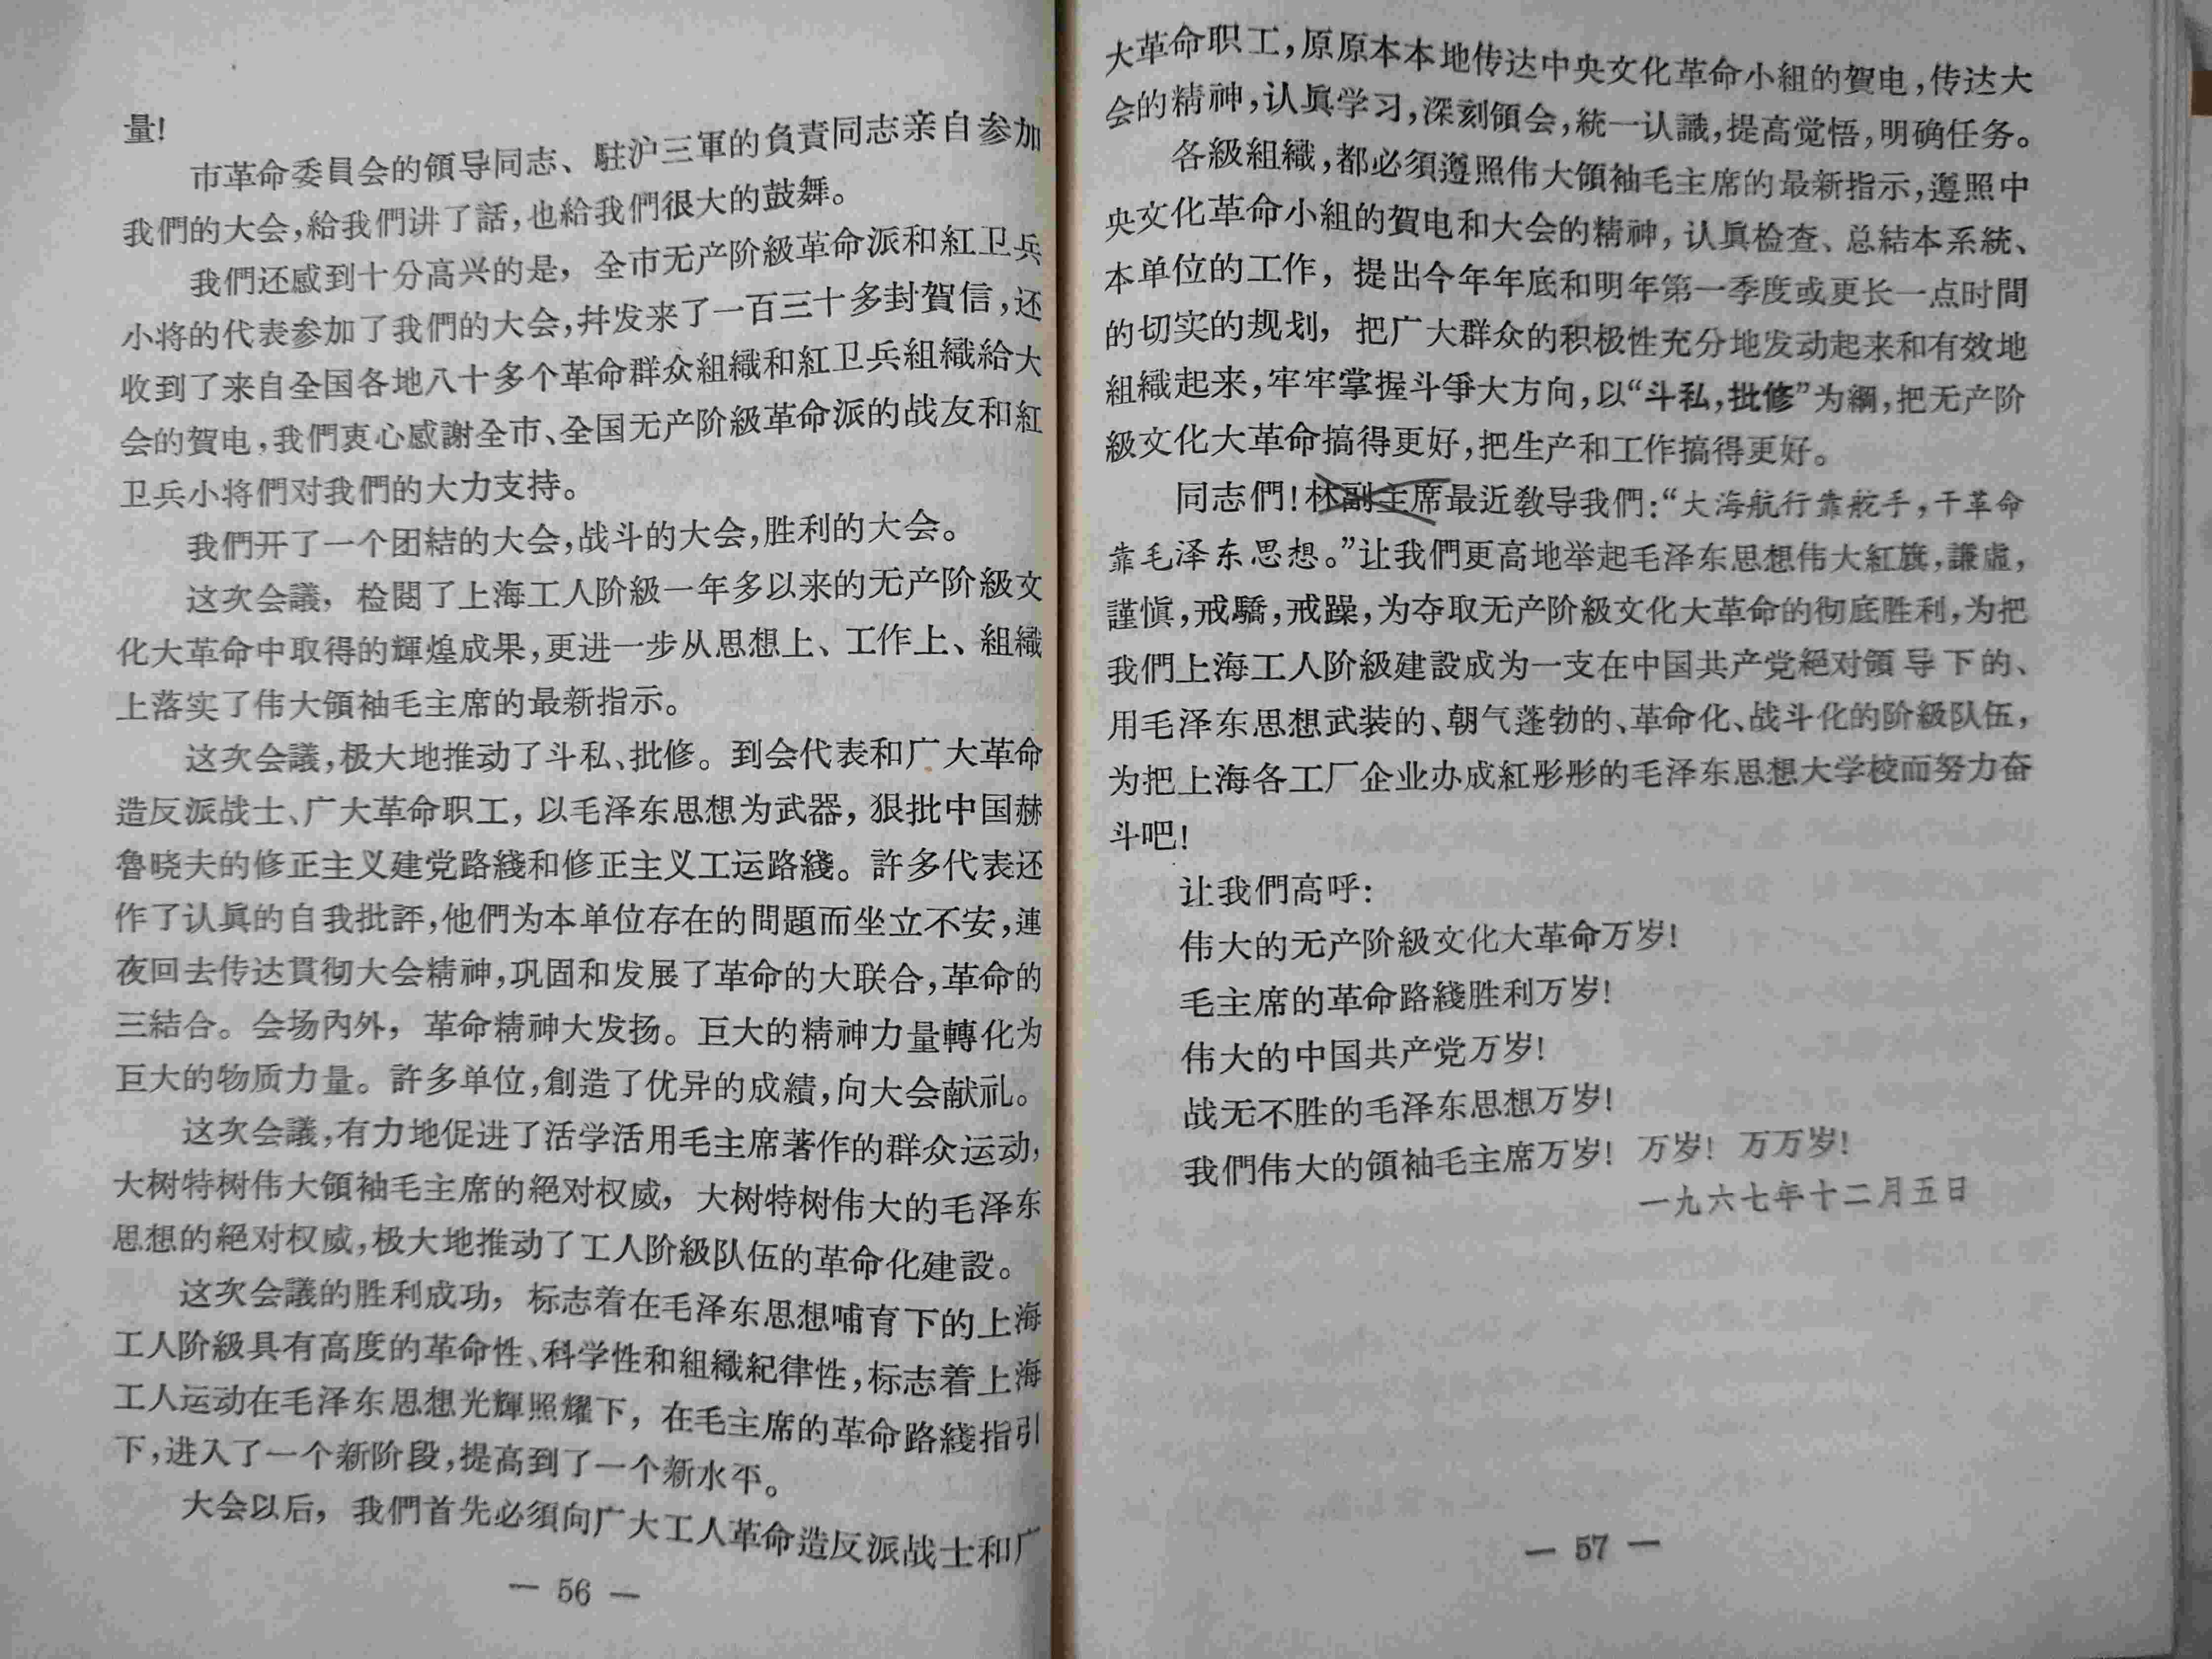 量！
市革命委員会的領导同志、駐沪三軍的負責同志亲自参加
我們的大会，給我們讲了話，也給我們很大的鼓舞。
我們还感到十分高兴的是，全市无产阶級革命派和紅卫兵
小将的代表参加了我們的大会，并发来了一百三十多封賀信，还
收到了来自全国各地八十多个革命群众組織和紅卫兵組織給大
会的賀电，我們衷心感謝全市、全国无产阶級革命派的战友和紅
卫兵小将們对我們的大力支持。
我們开了一个团結的大会，战斗的大会，胜利的大会。
这次会議，检閱了上海工人阶級一年多以来的无产阶級文
化大革命中取得的輝煌成果，更进一步从思想上、工作上、組織
上落实了伟大領袖毛主席的最新指示。
这次会議，极大地推动了斗私、批修。到会代表和广大革命
造反派战士、广大革命职工，以毛泽东思想为武器，狠批中国赫
魯晓夫的修正主义建党路綫和修正主义工运路綫。許多代表还
作了认眞的自我批評，他們为本单位存在的問題而坐立不安，連
夜回去传达貫彻大会精神，巩固和发展了革命的大联合，革命的
三結合。会场內外，革命精神大发扬。巨大的精神力量轉化为
巨大的物质力量。許多单位，創造了优异的成績，向大会献礼。
这次会議，有力地促进了活学活用毛主席著作的群众运动，
大树特树伟大領袖毛主席的絕对权威，大树特树伟大的毛泽东
思想的絕对权威，极大地推动了工人阶級队伍的革命化建設。
这次会議的胜利成功，标志着在毛泽东思想哺育下的上海
工人阶級具有高度的革命性、科学性和組織紀律性，标志着上海
工人运动在毛泽东思想光輝照耀下，在毛主席的革命路綫指引
下，进入了一个新阶段，提高到了一个新水平。
大会以后，我們首先必須向广大工人革命造反派战士和广
— 56 —
大革命职工，原原本本地传达中央文化革命小組的賀电，传达大
会的精神，认眞学习，深刻領会，統一认識，提高觉悟，明确任务。
各級組織，都必須遵照伟大領袖毛主席的最新指示，遵照中
央文化革命小組的賀电和大会的精神，认眞检查、总結本系統、
本单位的工作，提出今年年底和明年第一季度或更长一点时間
的切实的规划，把广大群众的积极性充分地发动起来和有效地
組織起来，牢牢掌握斗爭大方向，以“斗私，批修”为綱，把无产阶
級文化大革命搞得更好，把生产和工作搞得更好。
同志們！林副主席最近敎导我們：“大海航行靠舵手，干革命
靠毛泽东思想。”让我們更高地举起毛泽东思想伟大紅旗，謙虛，
謹愼，戒驕，戒躁，为夺取无产阶級文化大革命的彻底胜利，为把
我們上海工人阶級建設成为一支在中国共产党絕对領导下的、
用毛泽东思想武装的、朝气蓬勃的、革命化、战斗化的阶級队伍，
为把上海各工厂企业办成紅彤彤的毛泽东思想大学校而努力奋
斗吧！
让我們高呼：
伟大的无产阶級文化大革命万岁！
毛主席的革命路綫胜利万岁！
伟大的中国共产党万岁！
战无不胜的毛泽东思想万岁！
我們伟大的領袖毛主席万岁！万岁！万万岁！
一九六七年十二月五日
— 57 —